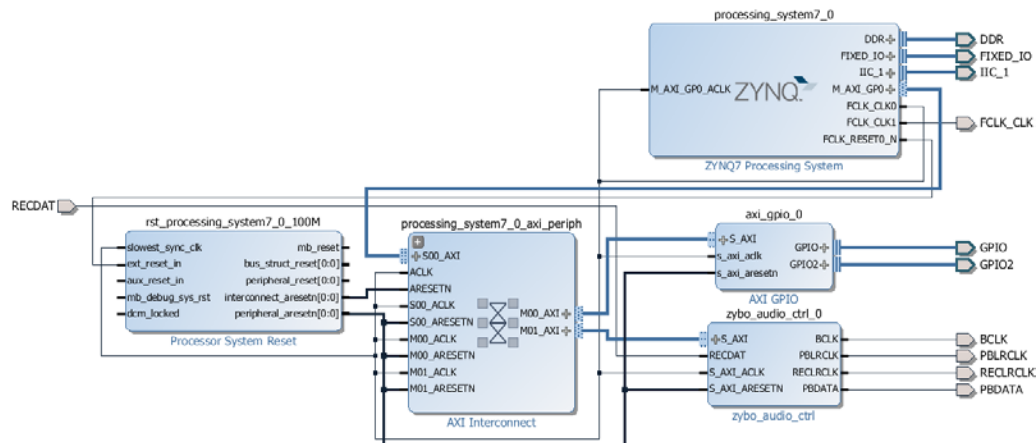 processing_system7_0
DDR
FIXED_IO
IIC_1
M_AXI_GP0_ACLK
ZYNQ
M_AXI_GP0
FCLK_CLK0
FCLK_CLK1
FCLK_RESET0_N
ZYNQ7 Processing System
DDR
FIXED_IO
IIC_1
FCLK_CLK
RECDAT
rst_processing_system7_0_100M
slowest_sync_clk
ext_reset_in
aux_reset_in
mb_debug_sys_rst
dcm_locked
mb_reset
bus_struct_reset[0:0]
peripheral_reset[0:0]
interconnect_aresetn[0:0]
peripheral_aresetn[0:0]
Processor System Reset
processing_system7_0_axi_periph
S00_AXI
ACLK
ARESETN
S00_ACLK
S00_ARESETN
M00_ACLK
M00_ARESETN
M01_ACLK
M01_ARESETN
M00_AXI
M01_AXI
AXI Interconnect
axi_gpio_0
S_AXI
s_axi_aclk
s_axi_aresetn
GPIO
GPIO2
AXI GPIO
GPIO
GPIO2
zybo_audio_ctrl_0
S_AXI
RECDAT
S_AXI_ACLK
S_AXI_ARESETN
BCLK
PBLRCLK
RECLRCLK
PBDATA
zybo_audio_ctrl
BCLK
PBLRCLK
RECLRCLK
PBDATA